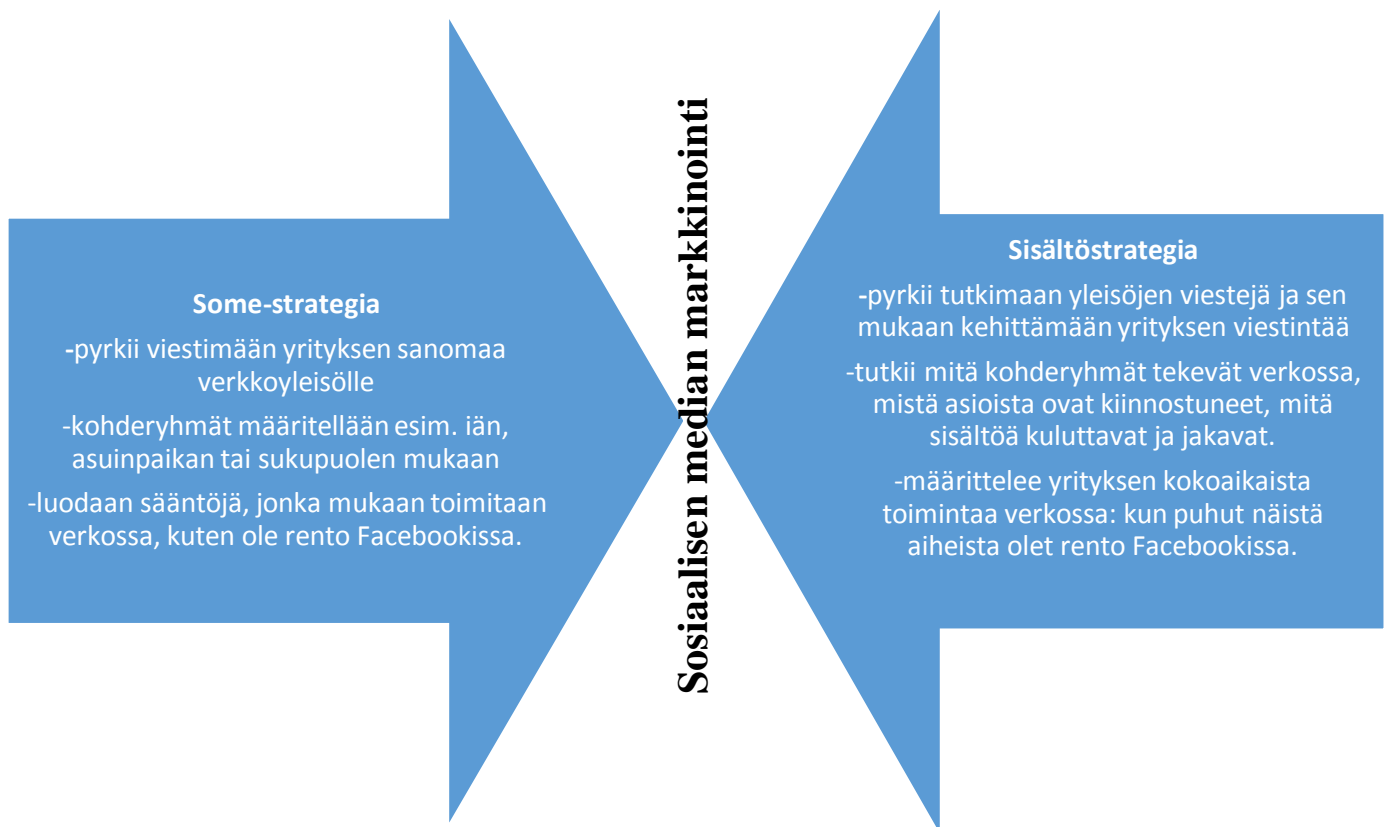 Some-strategia
-pyrkii viestimään yrityksen sanomaa
verkkoyleisölle
-kohderyhmät määritellään esim. iän,
asuinpaikan tai sukupuolen mukaan
-luodaan sääntöjä, jonka mukaan toimitaan
verkossa, kuten ole rento Facebookissa.
Sosiaalisen median markkinointi
Sisältöstrategia
-pyrkii tutkimaan yleisöjen viestejä ja sen
mukaan kehittämään yrityksen viestintää
-tutkii mitä kohderyhmät tekevät verkossa,
mistä asioista ovat kiinnostuneet, mitä
sisältöä kuluttavat ja jakavat.
-määrittelee yrityksen kokoaikaista
toimintaa verkossa: kun puhut näistä
aiheista olet rento Facebookissa.